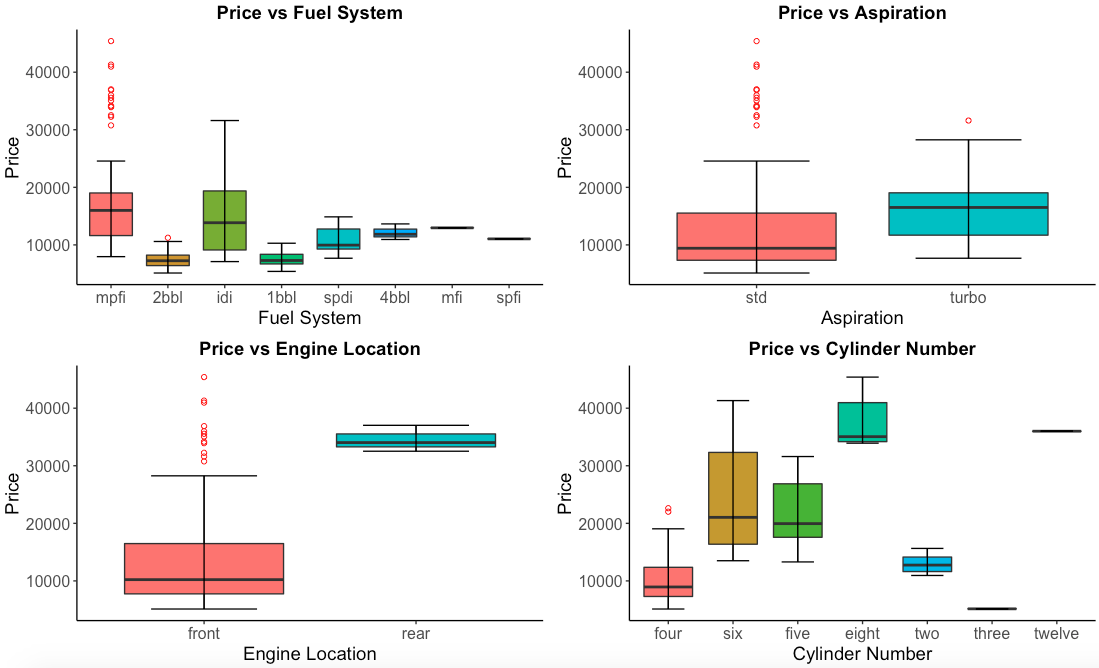 Price vs Fuel System
Price
40000
30000
20000
10000
mpfi 2bbl idi 1bbl spdi 4bbl mfi spfi
Fuel System
Price vs Aspiration
Price
40000
30000
20000
10000
std turbo
Aspiration
Price vs Engine Location
Price
40000
30000
20000
10000
front rear
Engine Location
Price vs Cylinder Number
Price
40000
30000
20000
10000
four six five eight two three twelve
Cylinder Number